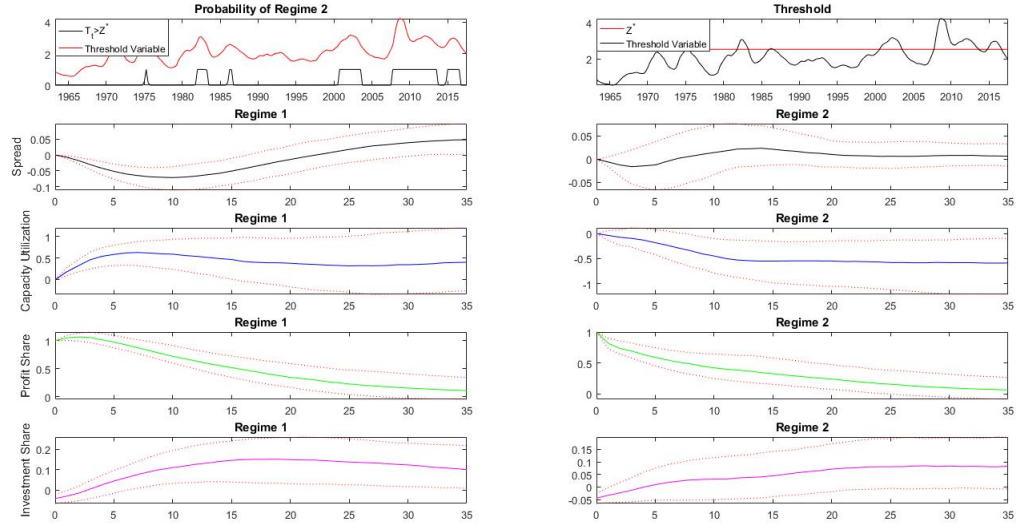 Probability of Regime 2
4
2
0
T_t>Z^*
Threshold Variable
1965 1970 1975 1980 1985 1990 1995 2000 2005 2010 2015
Threshold
4
2
Z^*
Threshold Variable
1965 1970 1975 1980 1985 1990 1995 2000 2005 2010 2015
Regime 1
Spread
0.05
0
-0.05
-0.1
0 5 10 15 20 25 30 35
Regime 2
0.05
0
-0.05
0 5 10 15 20 25 30 35
Regime 1
Capacity Utilization
1
0.5
0
0 5 10 15 20 25 30 35
Regime 2
0
-0.5
-1
0 5 10 15 20 25 30 35
Regime 1
Profit Share
1
0.5
0
0 5 10 15 20 25 30 35
Regime 2
1
0.5
0
0 5 10 15 20 25 30 35
Regime 1
Investment Share
0.2
0.1
0
0 5 10 15 20 25 30 35
Regime 2
0.15
0.1
0.05
0
-0.05
0 5 10 15 20 25 30 35